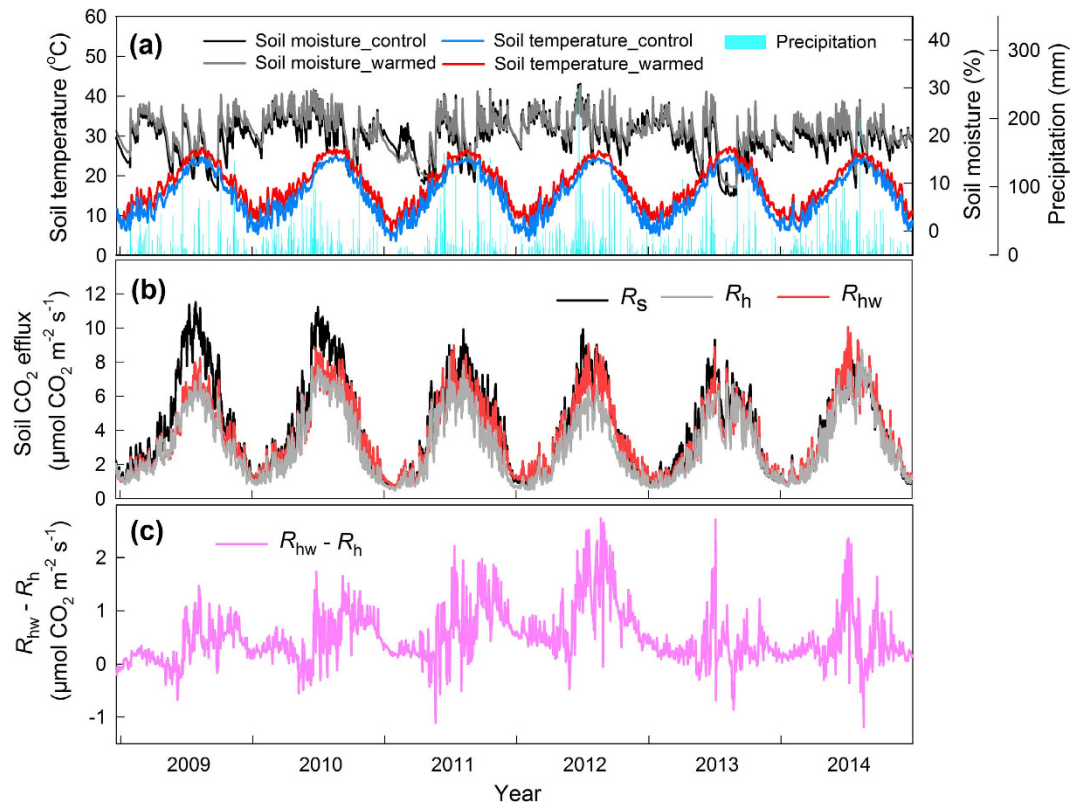 (a)
Soil moisture_control
Soil temperature_control
Precipitation
Soil moisture_warmed
Soil temperature_warmed
Soil temperature (°C)
60
50
40
30
20
10
0
Soil moisture (%)
40
30
20
10
0
Precipitation (mm)
300
200
100
0
(b)
Rs
Rh
Rhw
Soil CO2 efflux
(µmol CO2 m-2 s-1)
12
10
8
6
4
2
0
(c)
Rhw - Rh
Rhw - Rh
(µmol CO2 m-2 s-1)
2
1
0
-1
2009 2010 2011 2012 2013 2014
Year